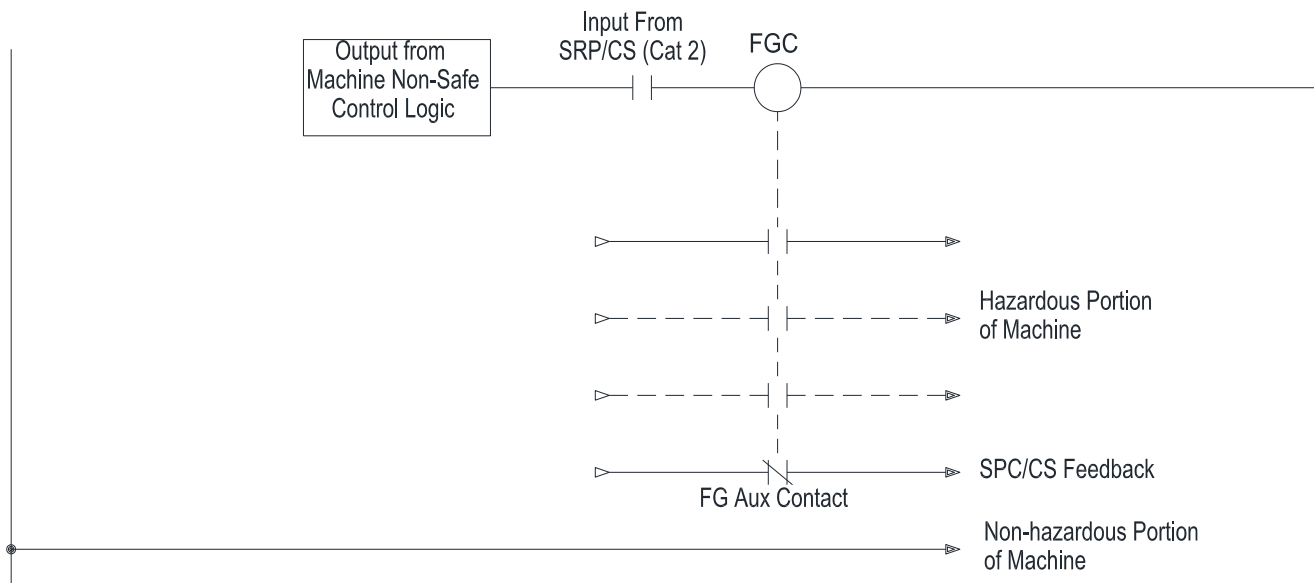 Input From
SRP/CS (Cat 2)
FGC
Output from
Machine Non-Safe
Control Logic
Hazardous Portion
of Machine
SPC/CS Feedback
FG Aux Contact
Non-hazardous Portion
of Machine